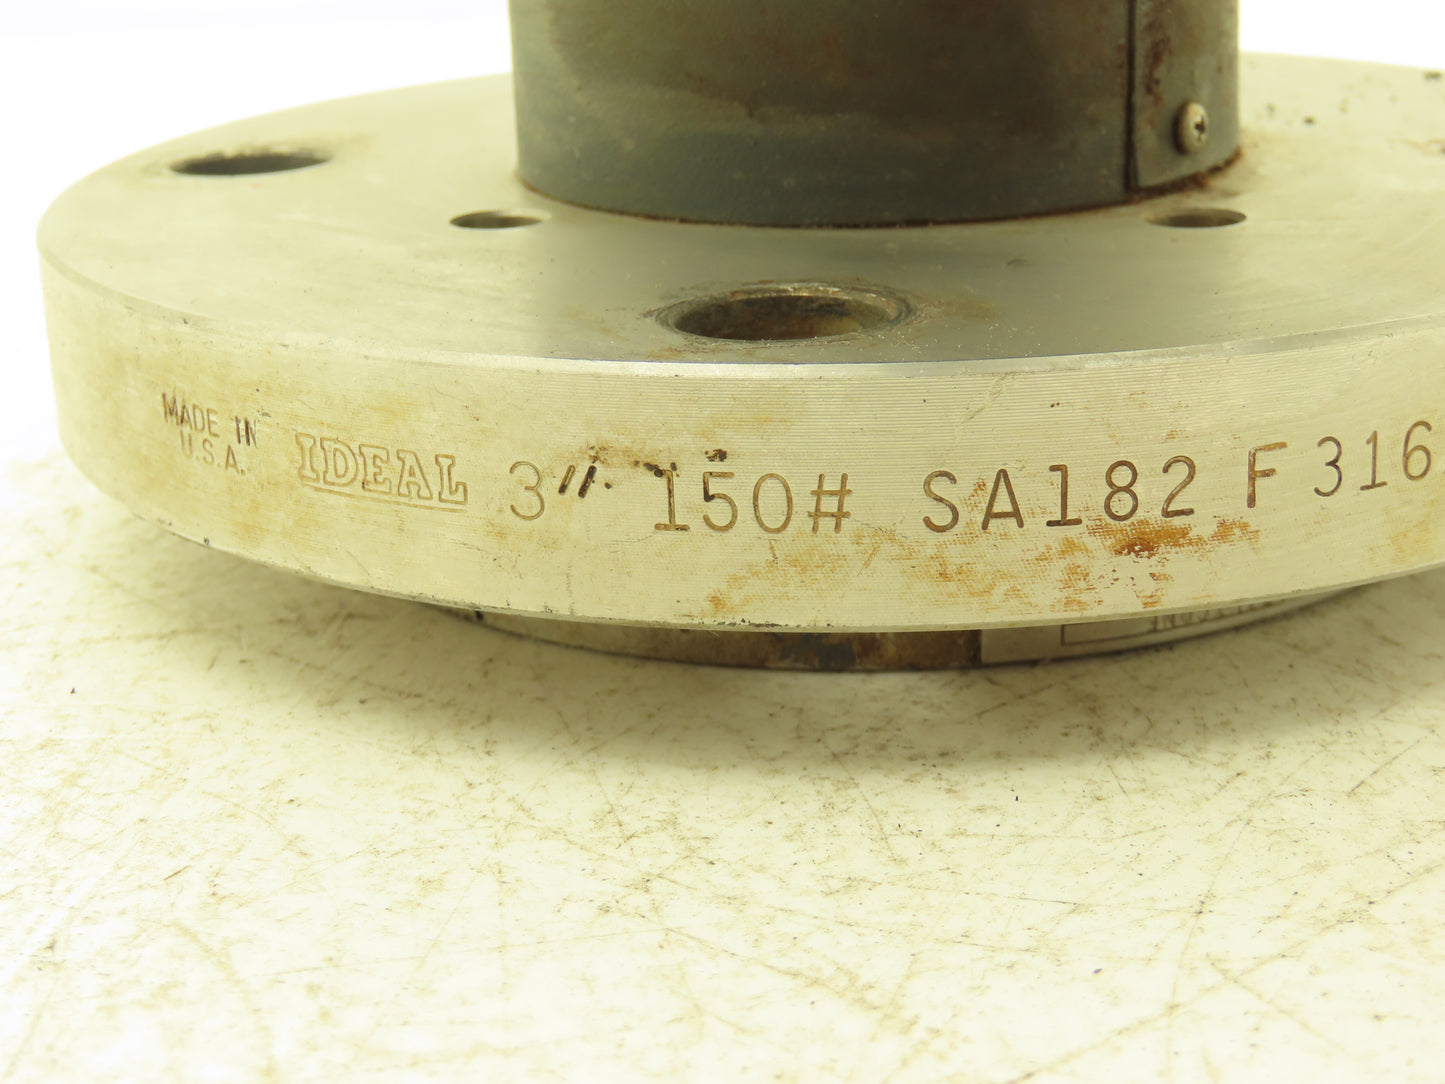 MADE IN
U.S.A.
IDEAL 3" 150# SA182 F316